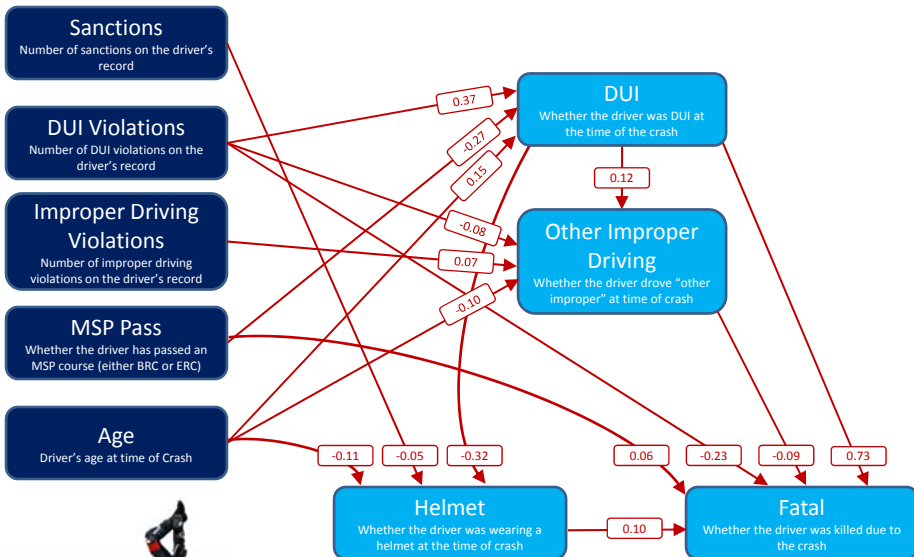 Sanctions
Number of sanctions on the driver's
record
DUI Violations
Number of DUI violations on the
driver's record
Improper Driving
Violations
Number of improper driving
violations on the driver's record
MSP Pass
Whether the driver has passed an
MSP course (either BRC or ERC)
Age
Driver's age at time of Crash
DUI
Whether the driver was DUI at
the time of the crash
Other Improper
Driving
Whether the driver drove "other
improper" at time of crash
Helmet
Whether the driver was wearing a
helmet at the time of crash
Fatal
Whether the driver was killed due to
the crash
0.37
-0.27
0.15
0.12
-0.08
0.07
-0.10
-0.11
-0.05
-0.32
0.06
-0.23
-0.09
0.73
0.10